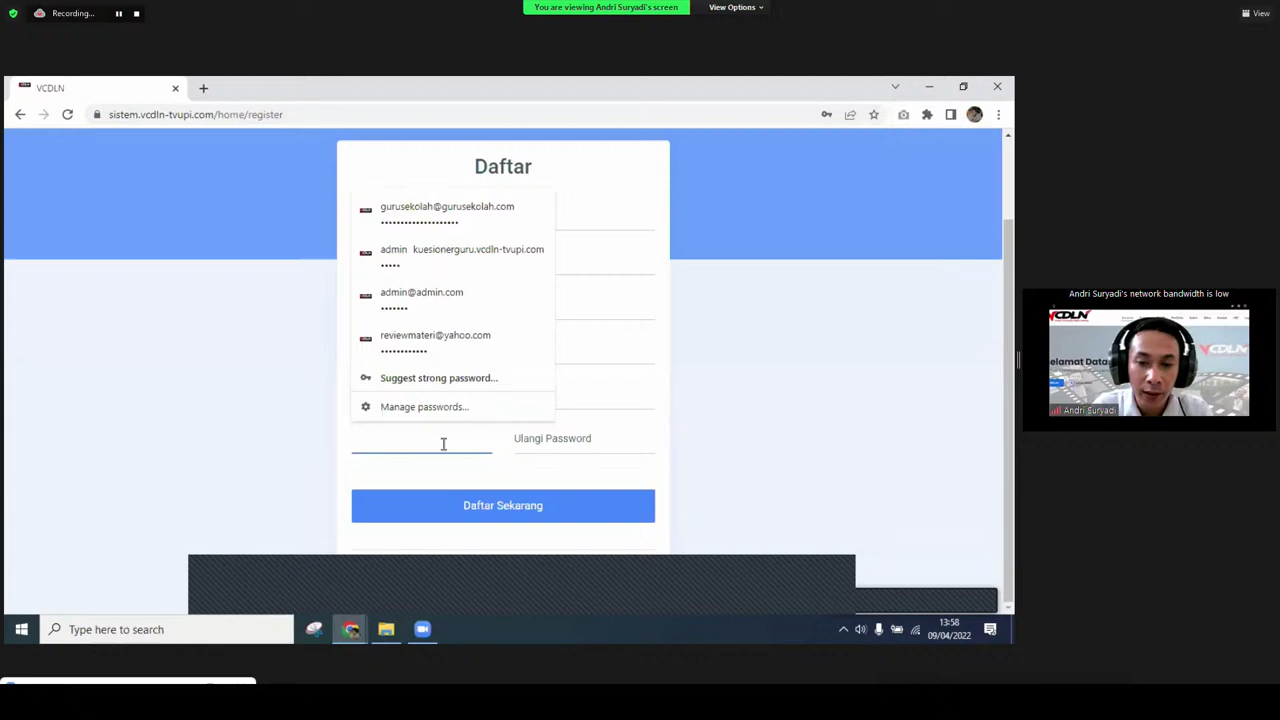 Recording...
You are viewing Andri Suryadi's screen
View Options
View
VCDLN
sistem.vcdln-tvupi.com/home/register
Daftar
gurusekolah@gurusekolah.com
••••••••••••••••••••
admin kuesionerguru.vcdln-tvupi.com
•••••
admin@admin.com
•••••••
reviewmateri@yahoo.com
••••••••••••
Suggest strong password...
Manage passwords...
Ulangi Password
Daftar Sekarang
Type here to search
13:58
09/04/2022
Andri Suryadi's network bandwidth is low
VCDLN
VCDLN
Andri Suryadi